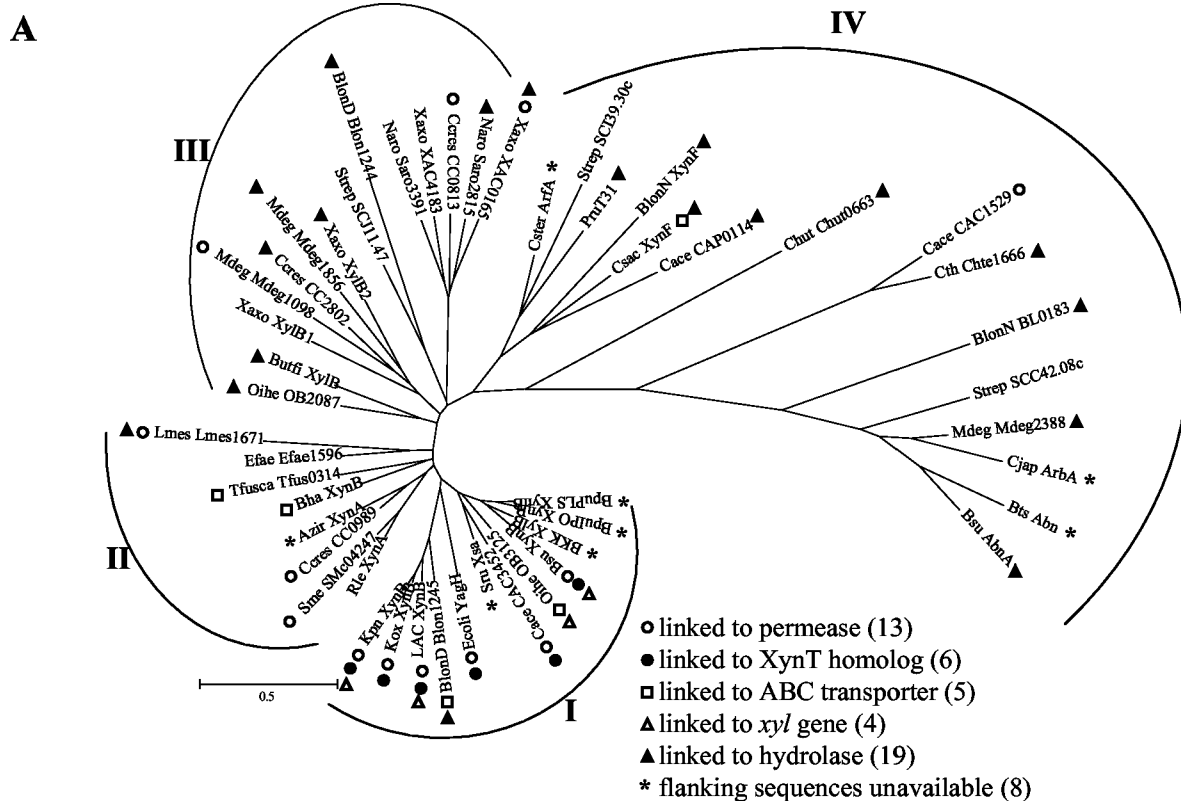 A
IV
III
BlonD Blon1244
Strep SCI11.47
Naro Saro3391
Xaxo XAC4183
Ccres CC0813
Naro Saro2815
Xaxo XAC0165
Cster ArfA *
Strep SCI39.30c
PruT31
BlonN XynF
Csac XynF
Cace CAP0114
Chut Chut0663
Cace CAC1529
Cth Chte1666
BlonN BL0183
Strep SCC42.08c
Mdeg Mdeg2388
Cjap ArbA *
Bts Abn *
Bsu AbnA
Mdeg Mdeg1856
Xaxo XylB2
Ccres CC2802
Mdeg Mdeg1098
Xaxo XylB1
Butfi XylB
Oihe OB2087
Lmes Lmes1671
Efae Efae1596
Tfusca Tfus0314
Bha XynB
* Azir XynA
Ccres CC0989
Sme SMc04247
Rle XynA
II
Kpn XynB
Kox XynB
LAC XynB
BlonD Blon1245
Ecoli YagH
Sru Xsa *
Cace CAC3452
Oihe OB3125
Bsu XynB
BKK XylB *
BpuIPO XynB *
BpuPLS XynB *
I
0.5
linked to permease (13)
linked to XynT homolog (6)
linked to ABC transporter (5)
linked to xyl gene (4)
linked to hydrolase (19)
* flanking sequences unavailable (8)